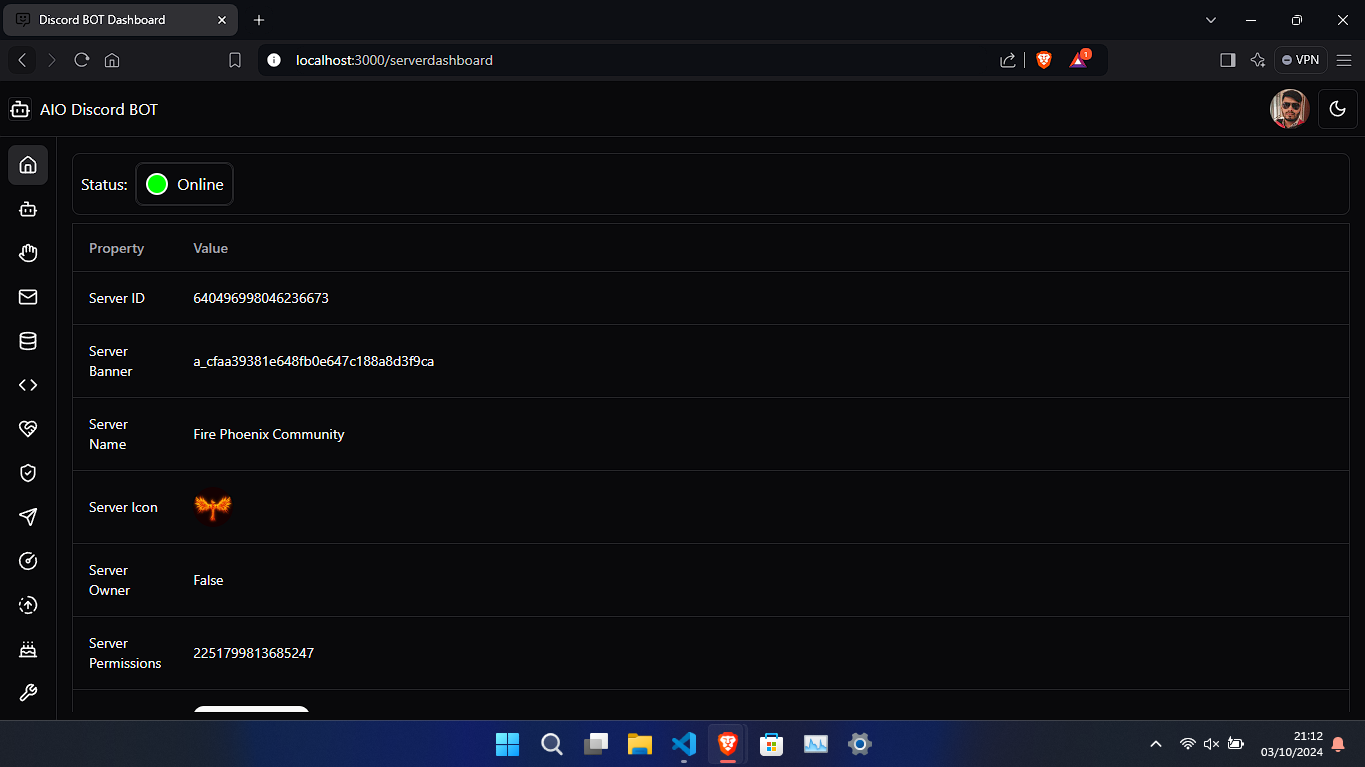 Discord BOT Dashboard
localhost:3000/serverdashboard
1
VPN
AIO Discord BOT
Status: Online
Property Value
Server ID 640496998046236673
Server
Banner
a_cfaa39381e648fb0e647c188a8d3f9ca
Server
Name
Fire Phoenix Community
Server Icon
Server
Owner
False
Server
Permissions
2251799813685247
21:12
03/10/2024